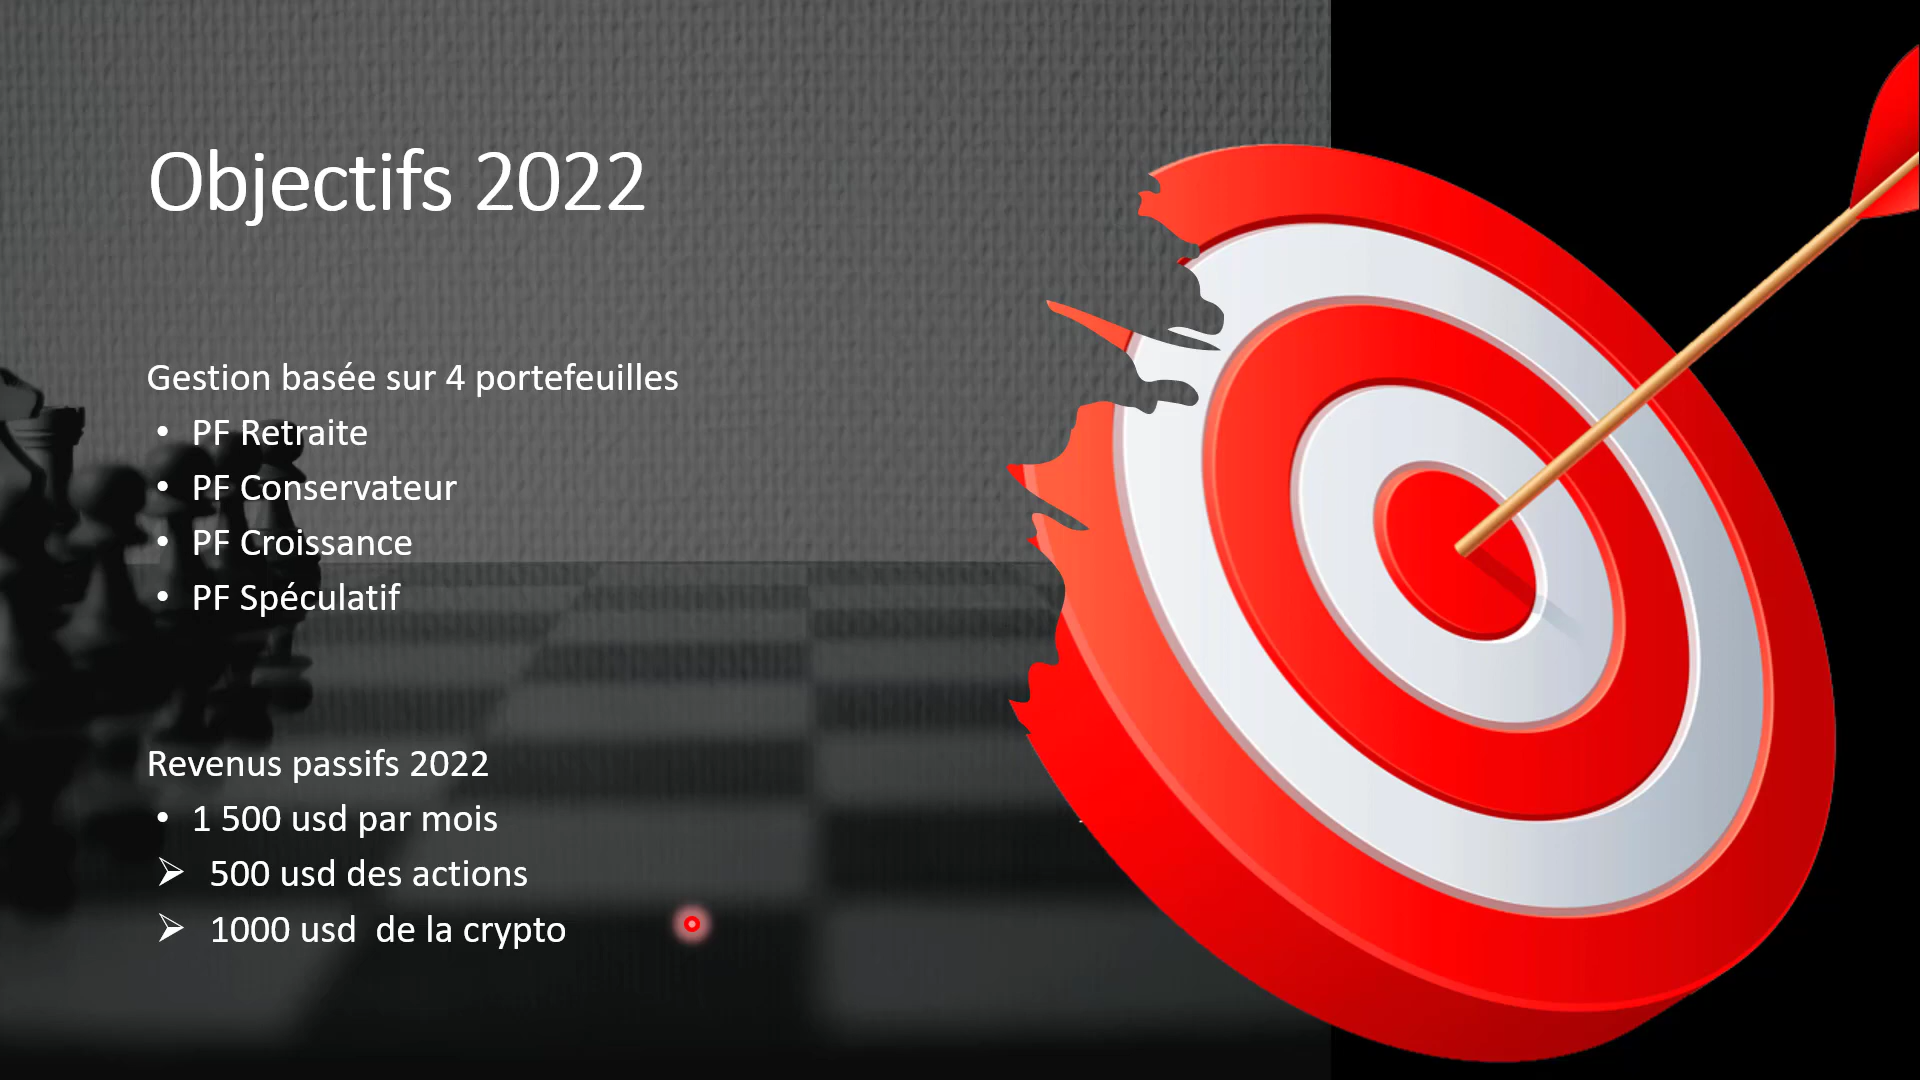 Objectifs 2022
Gestion basée sur 4 portefeuilles
• PF Retraite
• PF Conservateur
• PF Croissance
• PF Spéculatif
Revenus passifs 2022
• 1 500 usd par mois
➢ 500 usd des actions
➢ 1000 usd  de la crypto